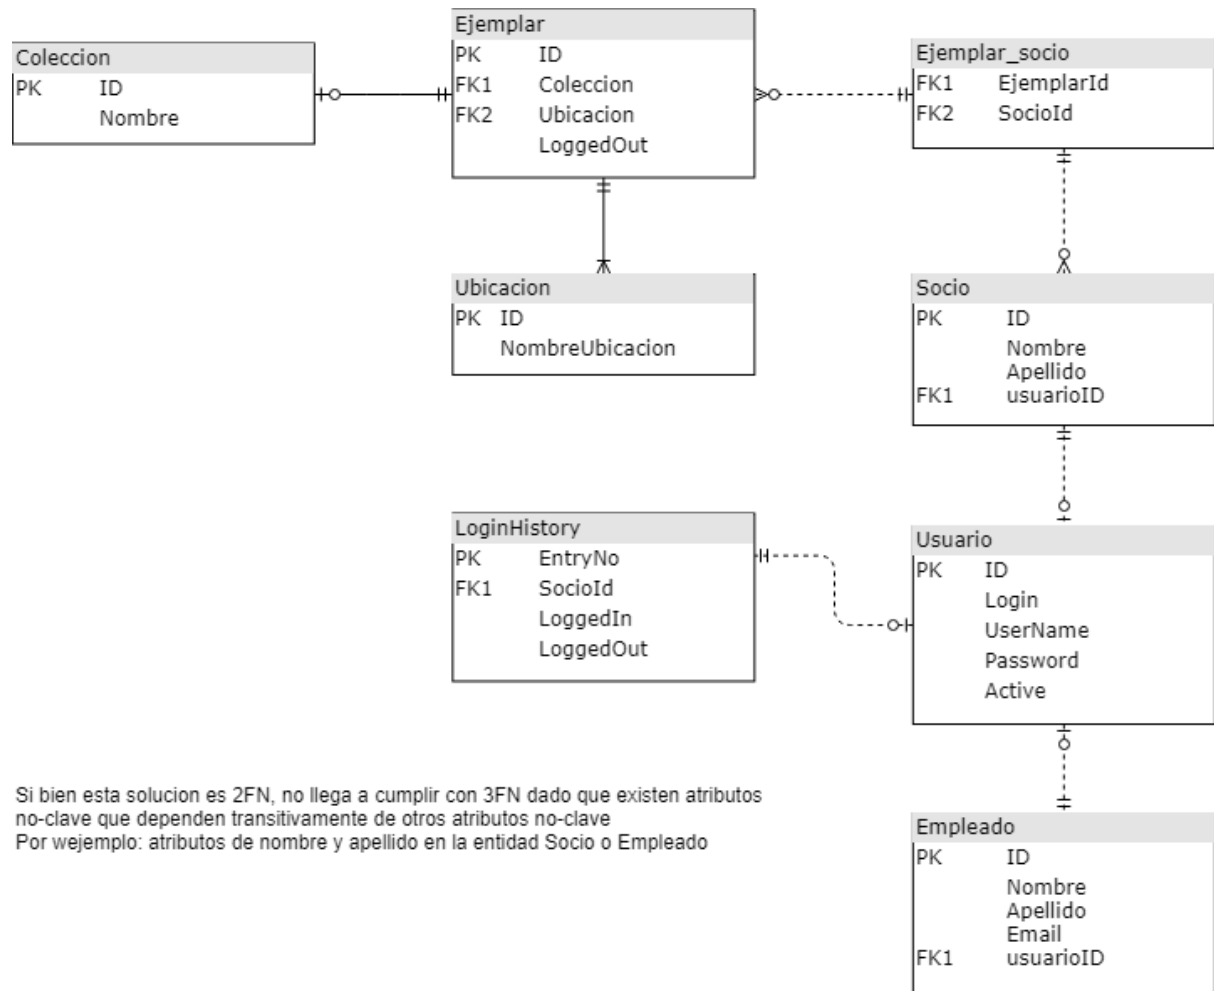 Coleccion
PK ID
Nombre
Ejemplar
PK ID
FK1 Coleccion
FK2 Ubicacion
LoggedOut
Ejemplar_socio
FK1 EjemplarId
FK2 SocioId
Ubicacion
PK ID
NombreUbicacion
Socio
PK ID
Nombre
Apellido
FK1 usuarioID
LoginHistory
PK EntryNo
FK1 SocioId
LoggedIn
LoggedOut
Usuario
PK ID
Login
UserName
Password
Active
Si bien esta solucion es 2FN, no llega a cumplir con 3FN dado que existen atributos
no-clave que dependen transitivamente de otros atributos no-clave
Por wejemplo: atributos de nombre y apellido en la entidad Socio o Empleado
Empleado
PK ID
Nombre
Apellido
Email
FK1 usuarioID